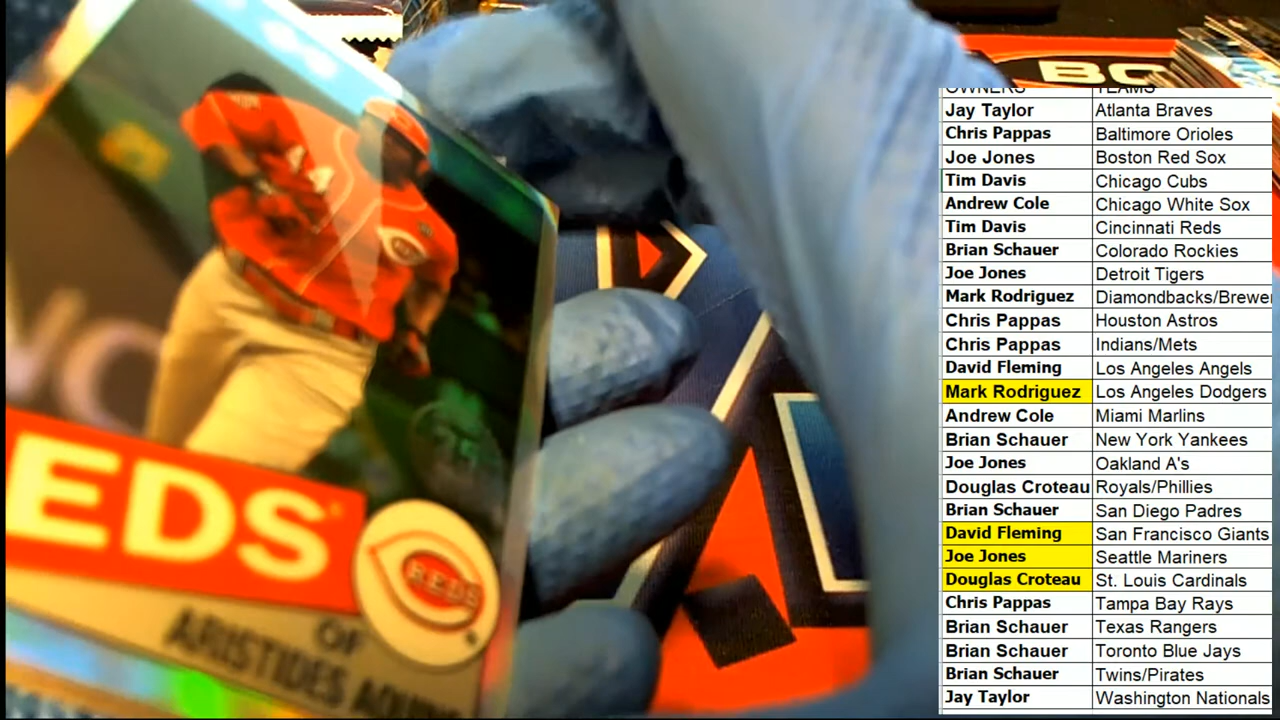 BC
OWNERS TEAMS
Jay Taylor Atlanta Braves
Chris Pappas Baltimore Orioles
Joe Jones Boston Red Sox
Tim Davis Chicago Cubs
Andrew Cole Chicago White Sox
Tim Davis Cincinnati Reds
Brian Schauer Colorado Rockies
Joe Jones Detroit Tigers
Mark Rodriguez Diamondbacks/Brewer
Chris Pappas Houston Astros
Chris Pappas Indians/Mets
David Fleming Los Angeles Angels
Mark Rodriguez Los Angeles Dodgers
Andrew Cole Miami Marlins
Brian Schauer New York Yankees
Joe Jones Oakland A's
Douglas Croteau Royals/Phillies
Brian Schauer San Diego Padres
David Fleming San Francisco Giants
Joe Jones Seattle Mariners
Douglas Croteau St. Louis Cardinals
Chris Pappas Tampa Bay Rays
Brian Schauer Texas Rangers
Brian Schauer Toronto Blue Jays
Brian Schauer Twins/Pirates
Jay Taylor Washington Nationals
EDS
REDS
OF
ARISTIDES